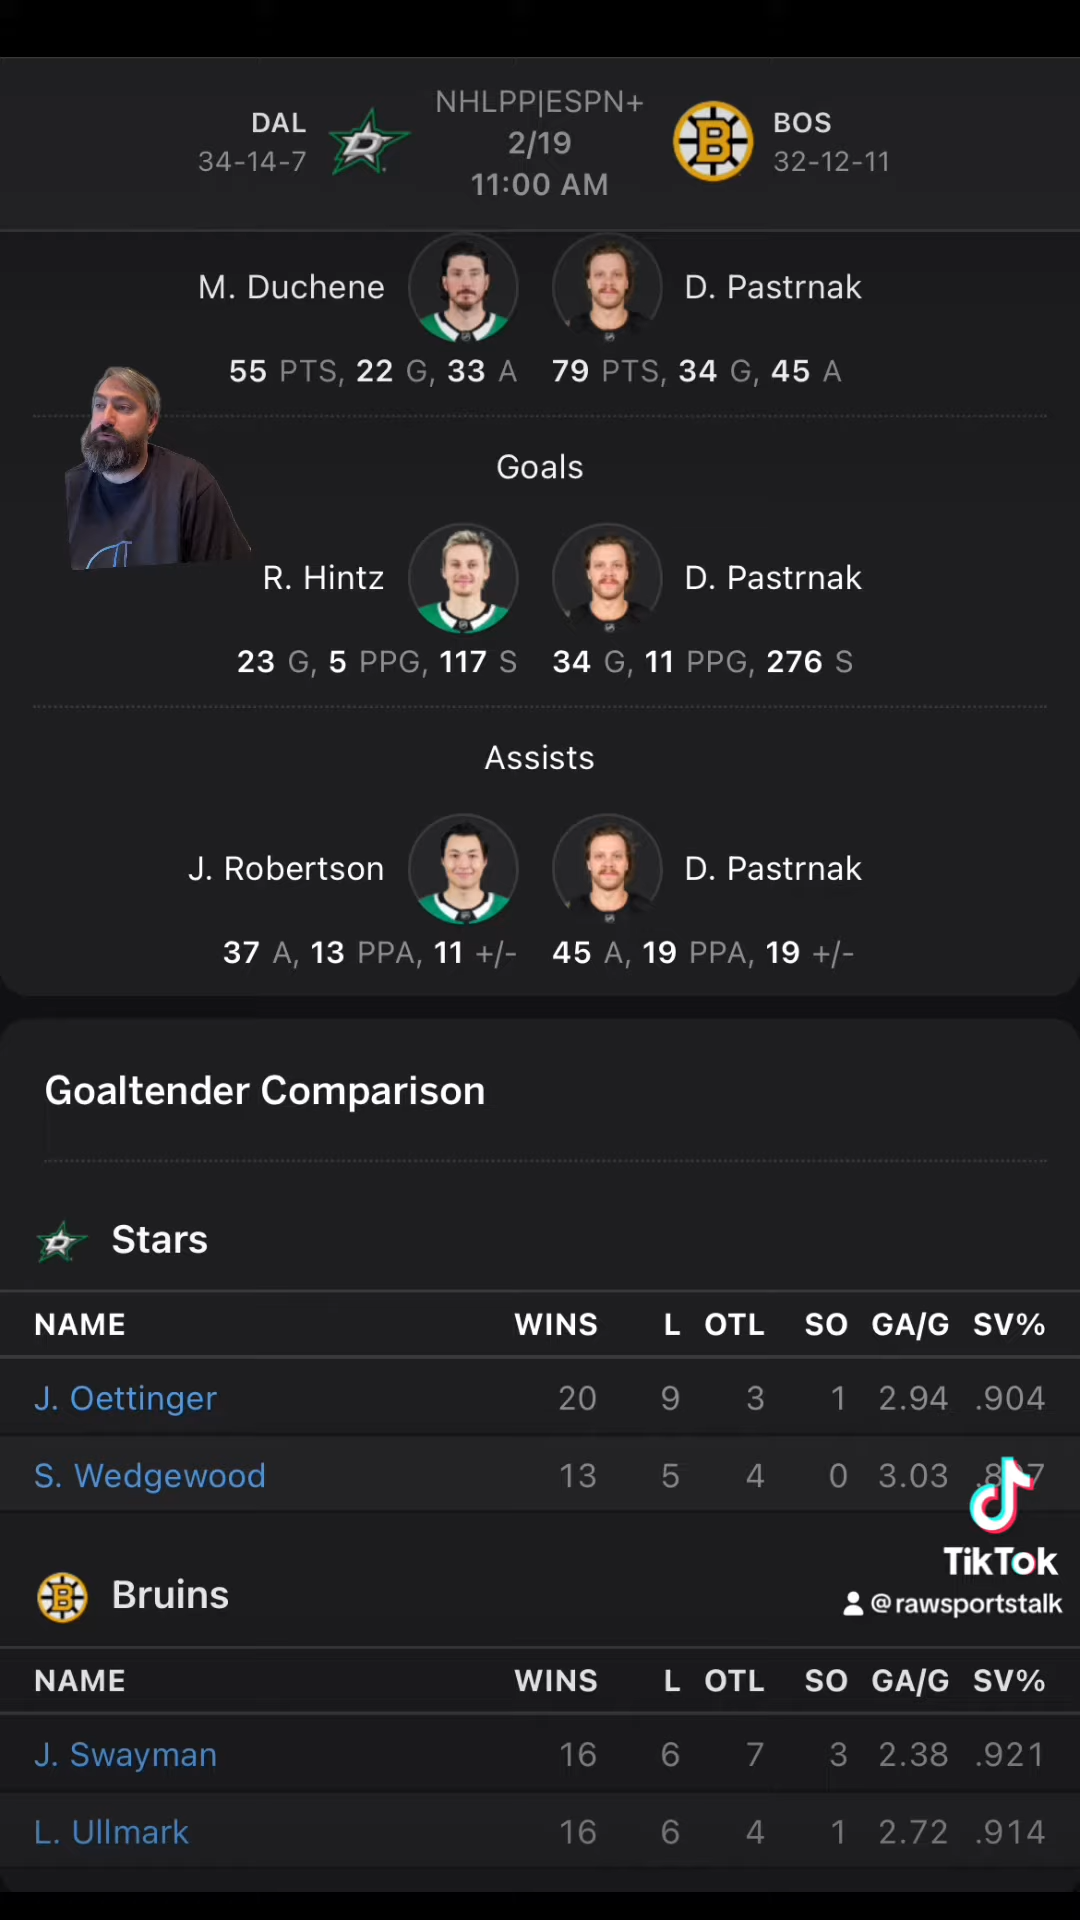 NHLPP|ESPN+
DAL
34-14-7
2/19
11:00 AM
BOS
32-12-11
M. Duchene
D. Pastrnak
55 PTS, 22 G, 33 A
79 PTS, 34 G, 45 A
Goals
R. Hintz
D. Pastrnak
23 G, 5 PPG, 117 S
34 G, 11 PPG, 276 S
Assists
J. Robertson
D. Pastrnak
37 A, 13 PPA, 11 +/-
45 A, 19 PPA, 19 +/-
Goaltender Comparison
Stars
NAME WINS L OTL SO GA/G SV%
J. Oettinger 20 9 3 1 2.94 .904
S. Wedgewood 13 5 4 0 3.03
TikTok
@rawsportstalk
Bruins
NAME WINS L OTL SO GA/G SV%
J. Swayman 16 6 7 3 2.38 .921
L. Ullmark 16 6 4 1 2.72 .914